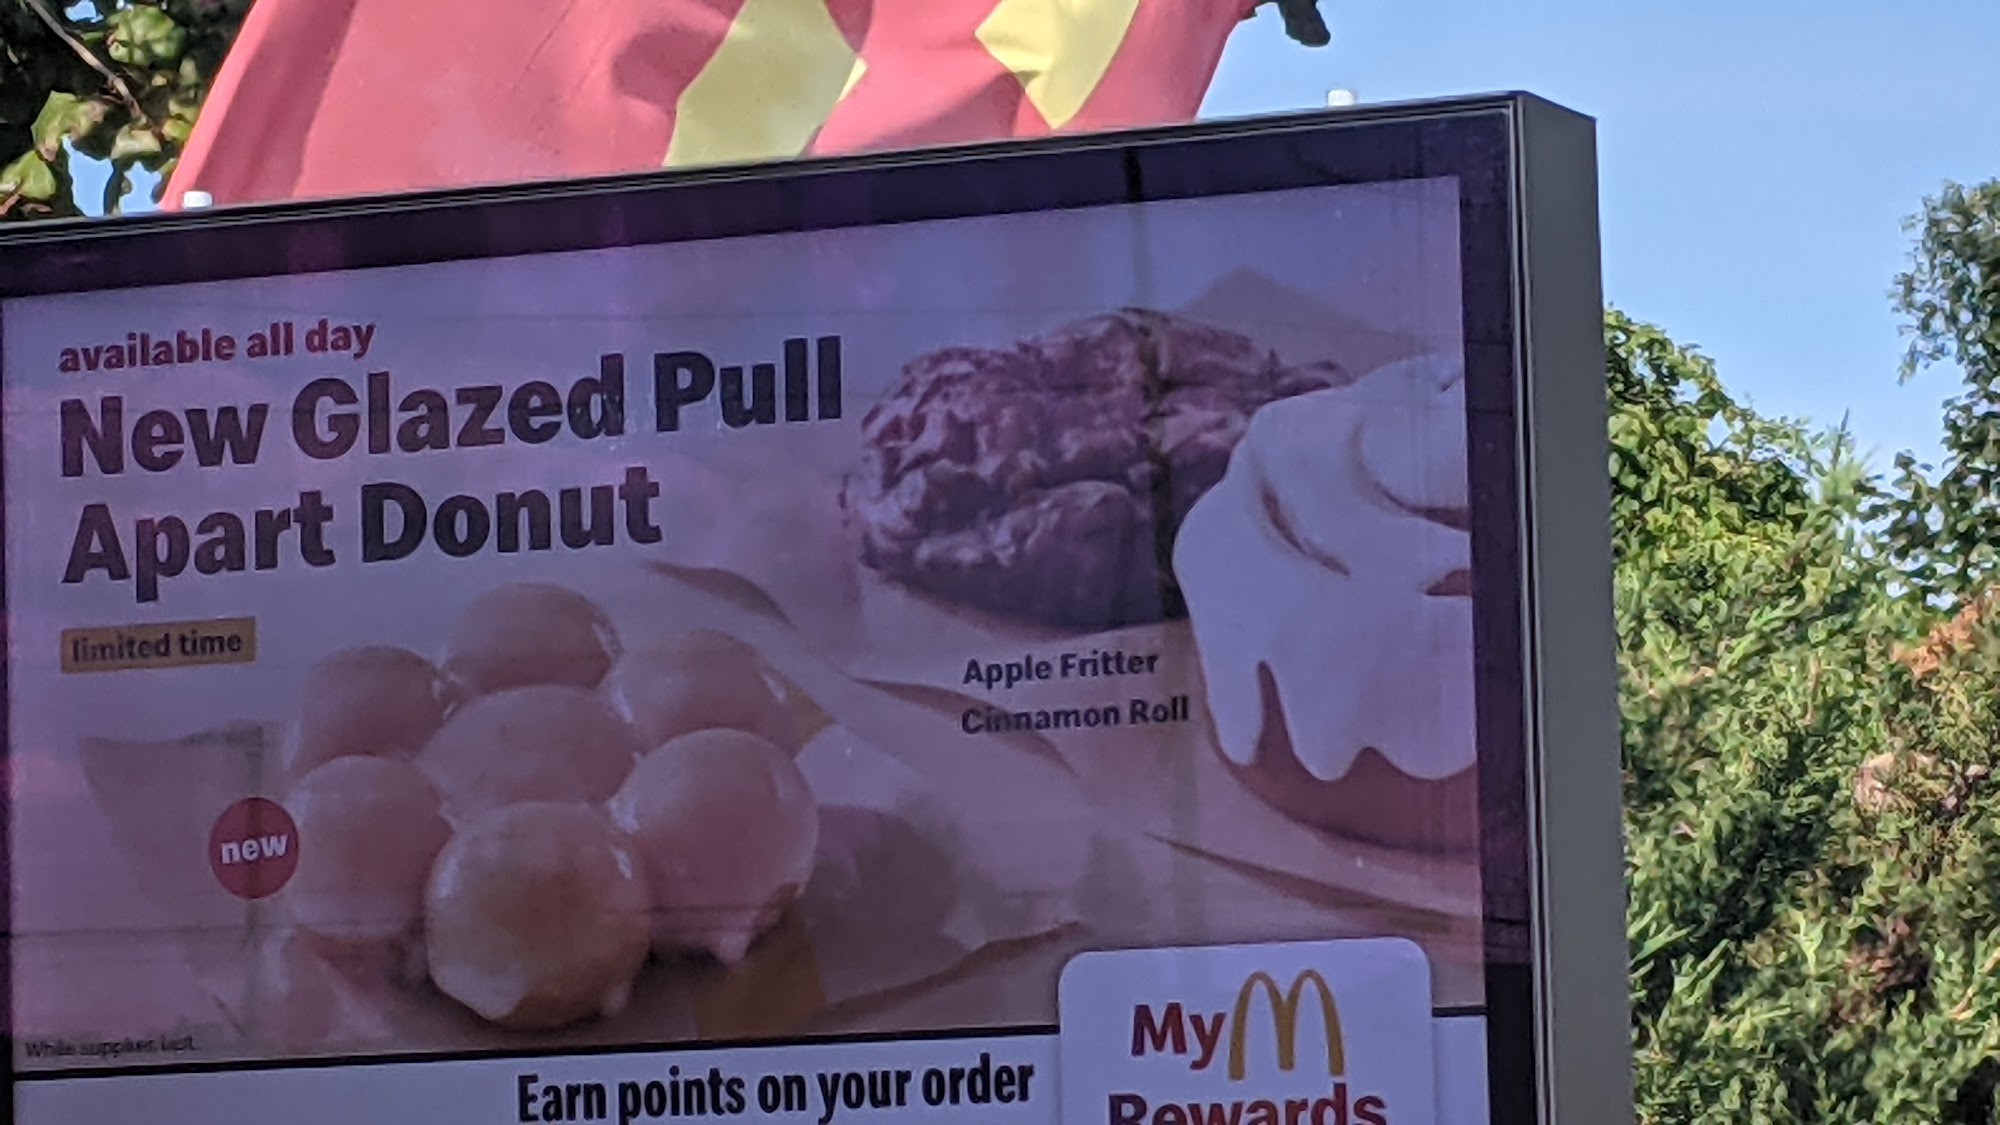 available all day
New Glazed Pull
Apart Donut
limited time
Apple Fritter
Cinnamon Roll
new
While supplies last.
Earn points on your order
My
Rewards